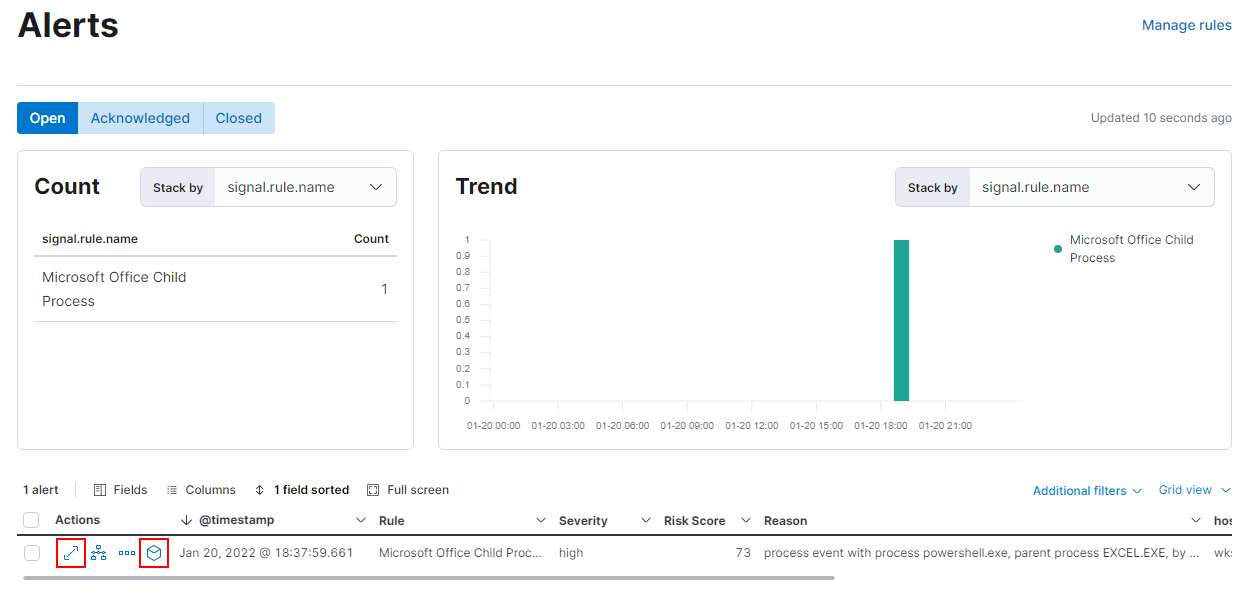 Alerts
Manage rules
Open
Acknowledged
Closed
Updated 10 seconds ago
Count
Stack by
signal.rule.name
signal.rule.name
Count
Microsoft Office Child
Process
1
Trend
Stack by
signal.rule.name
1
0.9
0.8
0.7
0.6
0.5
0.4
0.3
0.2
0.1
0
01-20 00:00
01-20 03:00
01-20 06:00
01-20 09:00
01-20 12:00
01-20 15:00
01-20 18:00
01-20 21:00
Microsoft Office Child
Process
1 alert
Fields
Columns
1 field sorted
Full screen
Additional filters
Grid view
Actions
@timestamp
Rule
Severity
Risk Score
Reason
hos
Jan 20, 2022 @ 18:37:59.661
Microsoft Office Child Proc...
high
73
process event with process powershell.exe, parent process EXCEL.EXE, by ...
wks